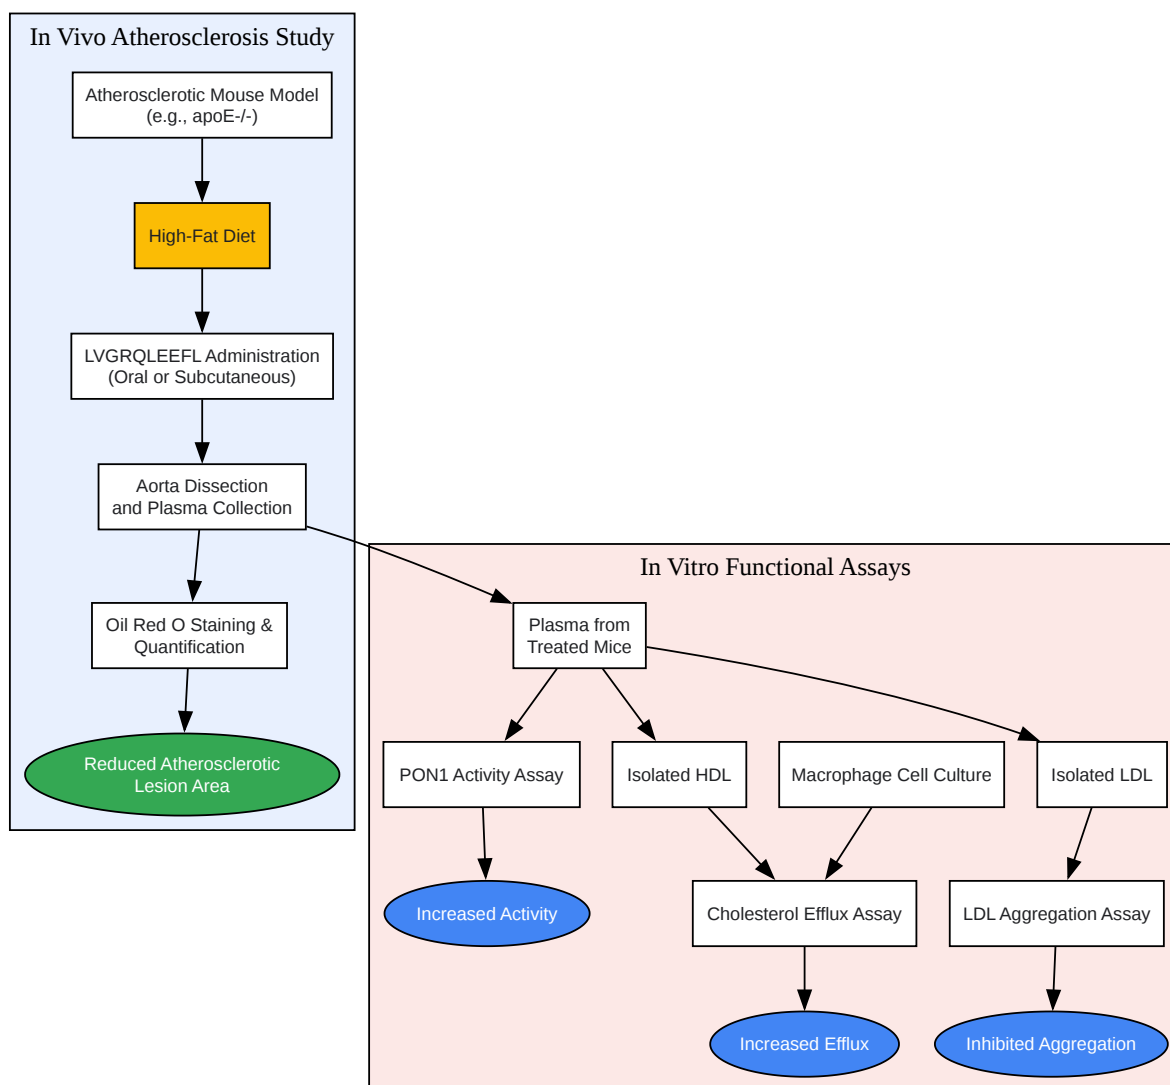 In Vivo Atherosclerosis Study
Atherosclerotic Mouse Model
(e.g., apoE-/-)
High-Fat Diet
LVGRQLEEFL Administration
(Oral or Subcutaneous)
Aorta Dissection
and Plasma Collection
Oil Red O Staining &
Quantification
Reduced Atherosclerotic
Lesion Area
In Vitro Functional Assays
Plasma from
Treated Mice
PON1 Activity Assay
Isolated HDL
Macrophage Cell Culture
Isolated LDL
Increased Activity
Cholesterol Efflux Assay
LDL Aggregation Assay
Increased Efflux
Inhibited Aggregation